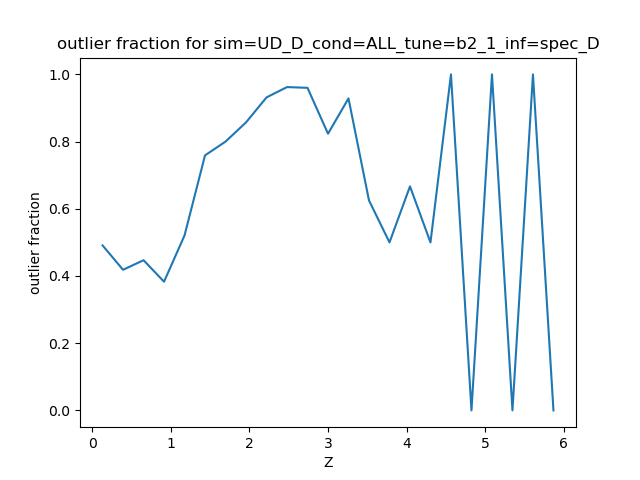 outlier fraction for sim=UD_D_cond=ALL_tune=b2_1_inf=spec_D
1.0
0.8
0.6
0.4
0.2
0.0
outlier fraction
0 1 2 3 4 5 6
Z